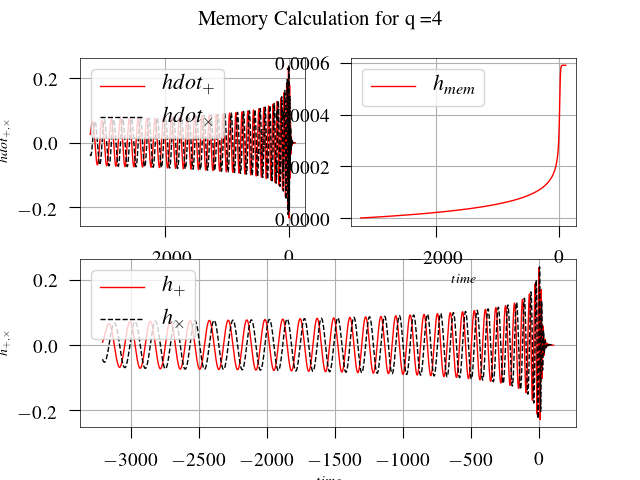 Memory Calculation for q =4
hdot+
hdot×
0.2
0.0
−0.2
hdot+,×
2000
0
h_mem
0.0006
0004
0002
0.0000
−2000
0
time
h+
h×
0.2
0.0
−0.2
h+,×
−3000 −2500 −2000 −1500 −1000 −500 0
time